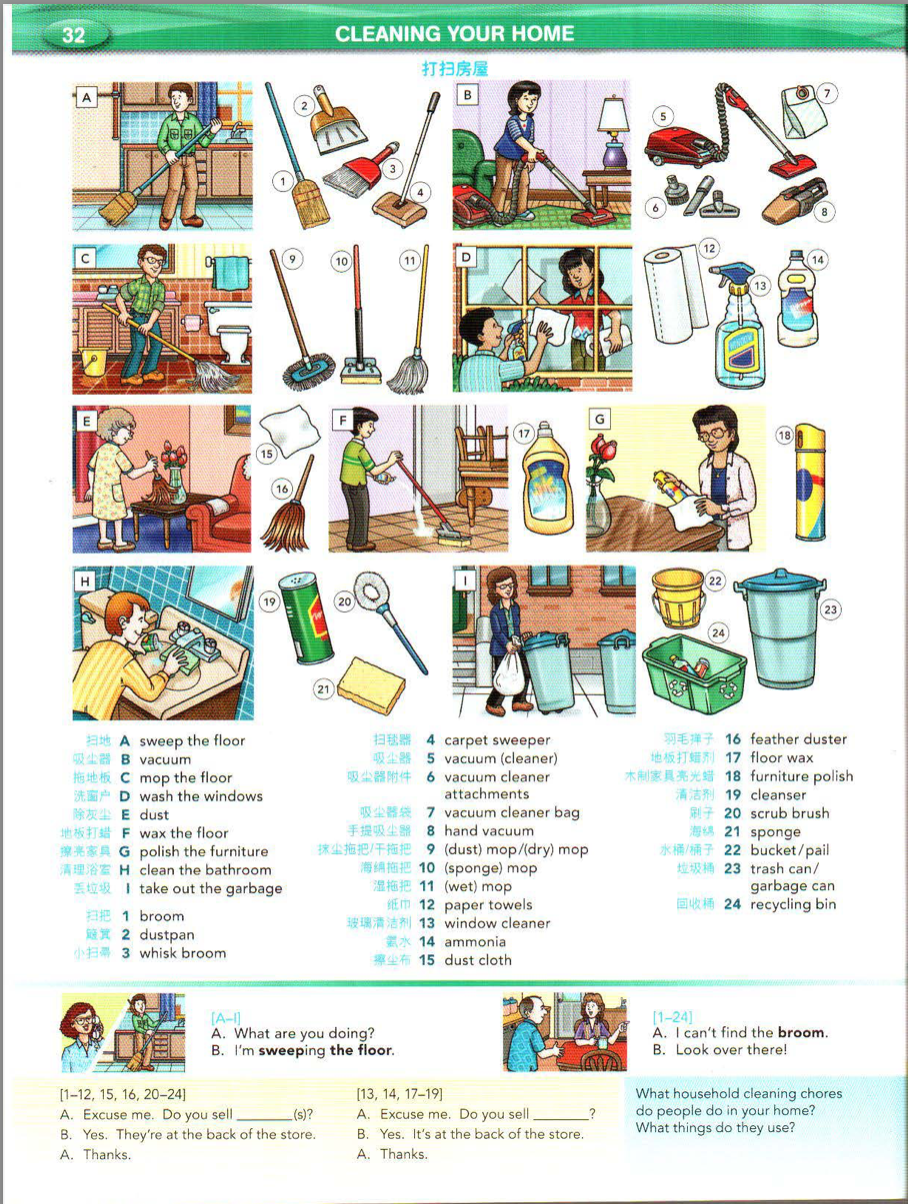 32
CLEANING YOUR HOME
打扫房屋
A
2
1
3
4
B
5
7
6
8
C
9
10
11
D
12
13
14
E
15
16
F
17
G
18
H
19
20
21
I
22
23
24
扫地 A sweep the floor
吸尘器 B vacuum
拖地板 C mop the floor
洗窗户 D wash the windows
除灰尘 E dust
地板打蜡 F wax the floor
擦亮家具 G polish the furniture
清理浴室 H clean the bathroom
丢垃圾 I take out the garbage
扫把 1 broom
簸箕 2 dustpan
小扫帚 3 whisk broom
扫毯器 4 carpet sweeper
吸尘器 5 vacuum (cleaner)
吸尘器附件 6 vacuum cleaner
attachments
吸尘器袋 7 vacuum cleaner bag
手提吸尘器 8 hand vacuum
抹尘拖把/干拖把 9 (dust) mop/(dry) mop
海绵拖把 10 (sponge) mop
湿拖把 11 (wet) mop
纸巾 12 paper towels
玻璃清洁剂 13 window cleaner
氨水 14 ammonia
擦尘布 15 dust cloth
羽毛掸子 16 feather duster
地板打蜡剂 17 floor wax
木制家具亮光蜡 18 furniture polish
清洁剂 19 cleanser
刷子 20 scrub brush
海绵 21 sponge
水桶/桶子 22 bucket/pail
垃圾桶 23 trash can/
garbage can
回收桶 24 recycling bin
[A–I]
A. What are you doing?
B. I'm sweeping the floor.
[1–24]
A. I can't find the broom.
B. Look over there!
[1–12, 15, 16, 20–24]
A. Excuse me. Do you sell ________(s)?
B. Yes. They're at the back of the store.
A. Thanks.
[13, 14, 17–19]
A. Excuse me. Do you sell ________?
B. Yes. It's at the back of the store.
A. Thanks.
What household cleaning chores
do people do in your home?
What things do they use?